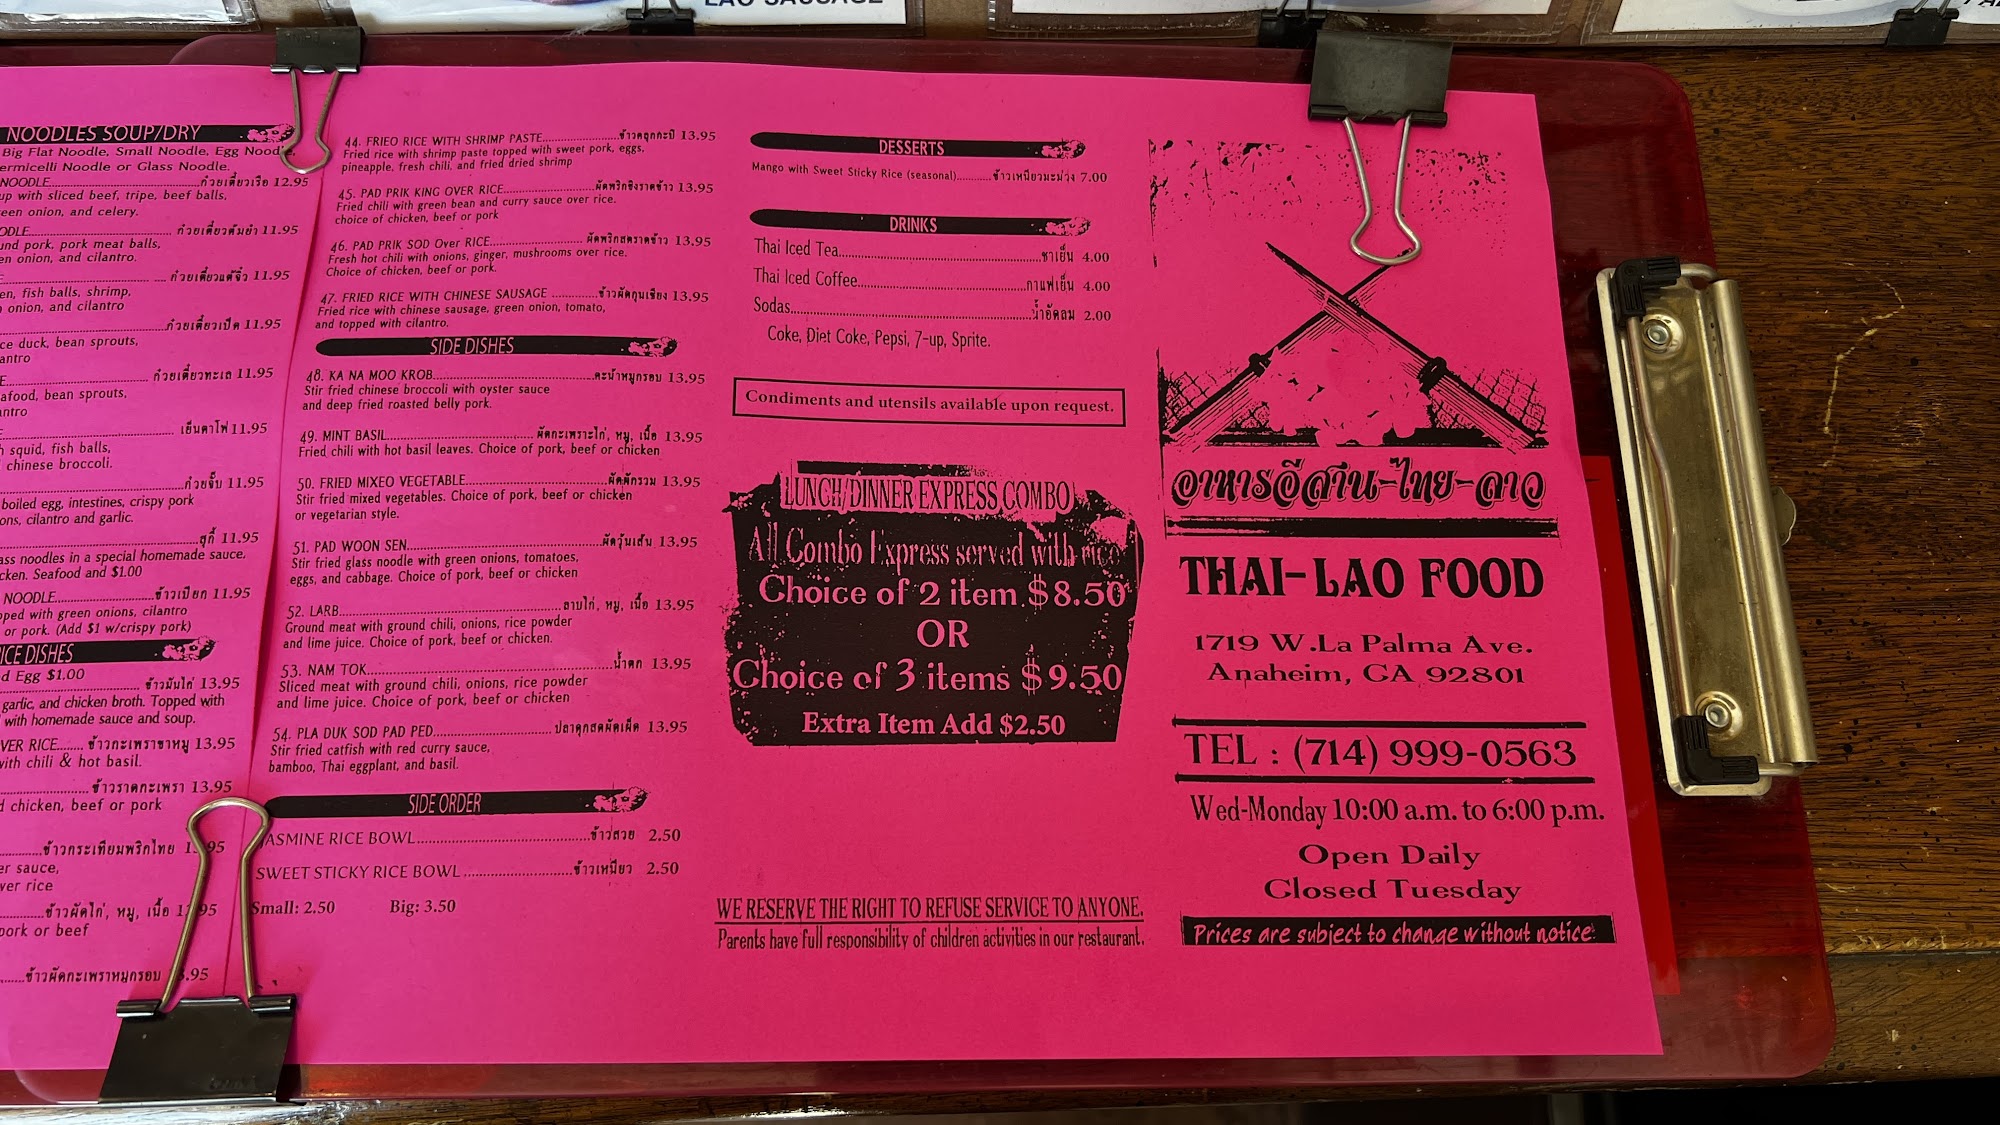 LAO SAUSAGE
NOODLES SOUP/DRY
Big Flat Noodle, Small Noodle, Egg Noodle,
ermicelli Noodle or Glass Noodle.
NOODLE..........ก๋วยเตี๋ยวเรือ 12.95
up with sliced beef, tripe, beef balls,
een onion, and celery.
ODLE.......... ก๋วยเตี๋ยวต้มยำ 11.95
und pork, pork meat balls,
en onion, and cilantro.
.......... ก๋วยเตี๋ยวแต้จิ๋ว 11.95
en, fish balls, shrimp,
onion, and cilantro
..........ก๋วยเตี๋ยวเป็ด 11.95
ce duck, bean sprouts,
antro
E.......... ก๋วยเตี๋ยวทะเล 11.95
eafood, bean sprouts,
ntro
E.......... เย็นตาโฟ 11.95
h squid, fish balls,
chinese broccoli.
..........ก๋วยจั๊บ 11.95
boiled egg, intestines, crispy pork
ons, cilantro and garlic.
..........สุกี้ 11.95
ass noodles in a special homemade sauce.
cken. Seafood and $1.00
NOODLE..........ข้าวเปียก 11.95
pped with green onions, cilantro
or pork. (Add $1 w/crispy pork)
ICE DISHES
d Egg $1.00
.......... ข้าวมันไก่ 13.95
garlic, and chicken broth. Topped with
with homemade sauce and soup.
VER RICE....... ข้าวกะเพราขาหมู 13.95
with chili & hot basil.
..........ข้าวราดกะเพรา 13.95
d chicken, beef or pork
..........ข้าวกระเทียมพริกไทย 13.95
er sauce,
ver rice
..........ข้าวผัดไก่, หมู, เนื้อ 13.95
pork or beef
..........ข้าวผัดกะเพราหมูกรอบ 13.95
44. FRIED RICE WITH SHRIMP PASTE..........ข้าวคลุกกะปิ 13.95
Fried rice with shrimp paste topped with sweet pork, eggs,
pineapple, fresh chili, and fried dried shrimp
45. PAD PRIK KING OVER RICE..........ผัดพริกขิงราดข้าว 13.95
Fried chili with green bean and curry sauce over rice.
choice of chicken, beef or pork
46. PAD PRIK SOD Over RICE.......... ผัดพริกสดราดข้าว 13.95
Fresh hot chili with onions, ginger, mushrooms over rice.
Choice of chicken, beef or pork.
47. FRIED RICE WITH CHINESE SAUSAGE ..........ข้าวผัดกุนเชียง 13.95
Fried rice with chinese sausage, green onion, tomato,
and topped with cilantro.
SIDE DISHES
48. KA NA MOO KROB..........คะน้าหมูกรอบ 13.95
Stir fried chinese broccoli with oyster sauce
and deep fried roasted belly pork.
49. MINT BASIL.......... ผัดกะเพราะไก่, หมู, เนื้อ 13.95
Fried chili with hot basil leaves. Choice of pork, beef or chicken
50. FRIED MIXED VEGETABLE..........ผัดผักรวม 13.95
Stir fried mixed vegetables. Choice of pork, beef or chicken
or vegetarian style.
51. PAD WOON SEN..........ผัดวุ้นเส้น 13.95
Stir fried glass noodle with green onions, tomatoes,
eggs, and cabbage. Choice of pork, beef or chicken
52. LARB..........ลาบไก่, หมู, เนื้อ 13.95
Ground meat with ground chili, onions, rice powder
and lime juice. Choice of pork, beef or chicken.
53. NAM TOK..........น้ำตก 13.95
Sliced meat with ground chili, onions, rice powder
and lime juice. Choice of pork, beef or chicken
54. PLA DUK SOD PAD PED.......... ปลาดุกสดผัดเผ็ด 13.95
Stir fried catfish with red curry sauce,
bamboo, Thai eggplant, and basil.
SIDE ORDER
ASMINE RICE BOWL..........ข้าวสวย 2.50
SWEET STICKY RICE BOWL..........ข้าวเหนียว 2.50
Small: 2.50 Big: 3.50
DESSERTS
Mango with Sweet Sticky Rice (seasonal)..........ข้าวเหนียวมะม่วง 7.00
DRINKS
Thai Iced Tea..........ชาเย็น 4.00
Thai Iced Coffee..........กาแฟเย็น 4.00
Sodas..........น้ำอัดลม 2.00
Coke, Diet Coke, Pepsi, 7-up, Sprite.
Condiments and utensils available upon request.
LUNCH/DINNER EXPRESS COMBO
All Combo Express served with rice
Choice of 2 item $8.50
OR
Choice of 3 items $9.50
Extra Item Add $2.50
WE RESERVE THE RIGHT TO REFUSE SERVICE TO ANYONE.
Parents have full responsibility of children activities in our restaurant.
อาหารอีสาน-ไทย-ลาว
THAI-LAO FOOD
1719 W.La Palma Ave.
Anaheim, CA 92801
TEL : (714) 999-0563
Wed-Monday 10:00 a.m. to 6:00 p.m.
Open Daily
Closed Tuesday
Prices are subject to change without notice.